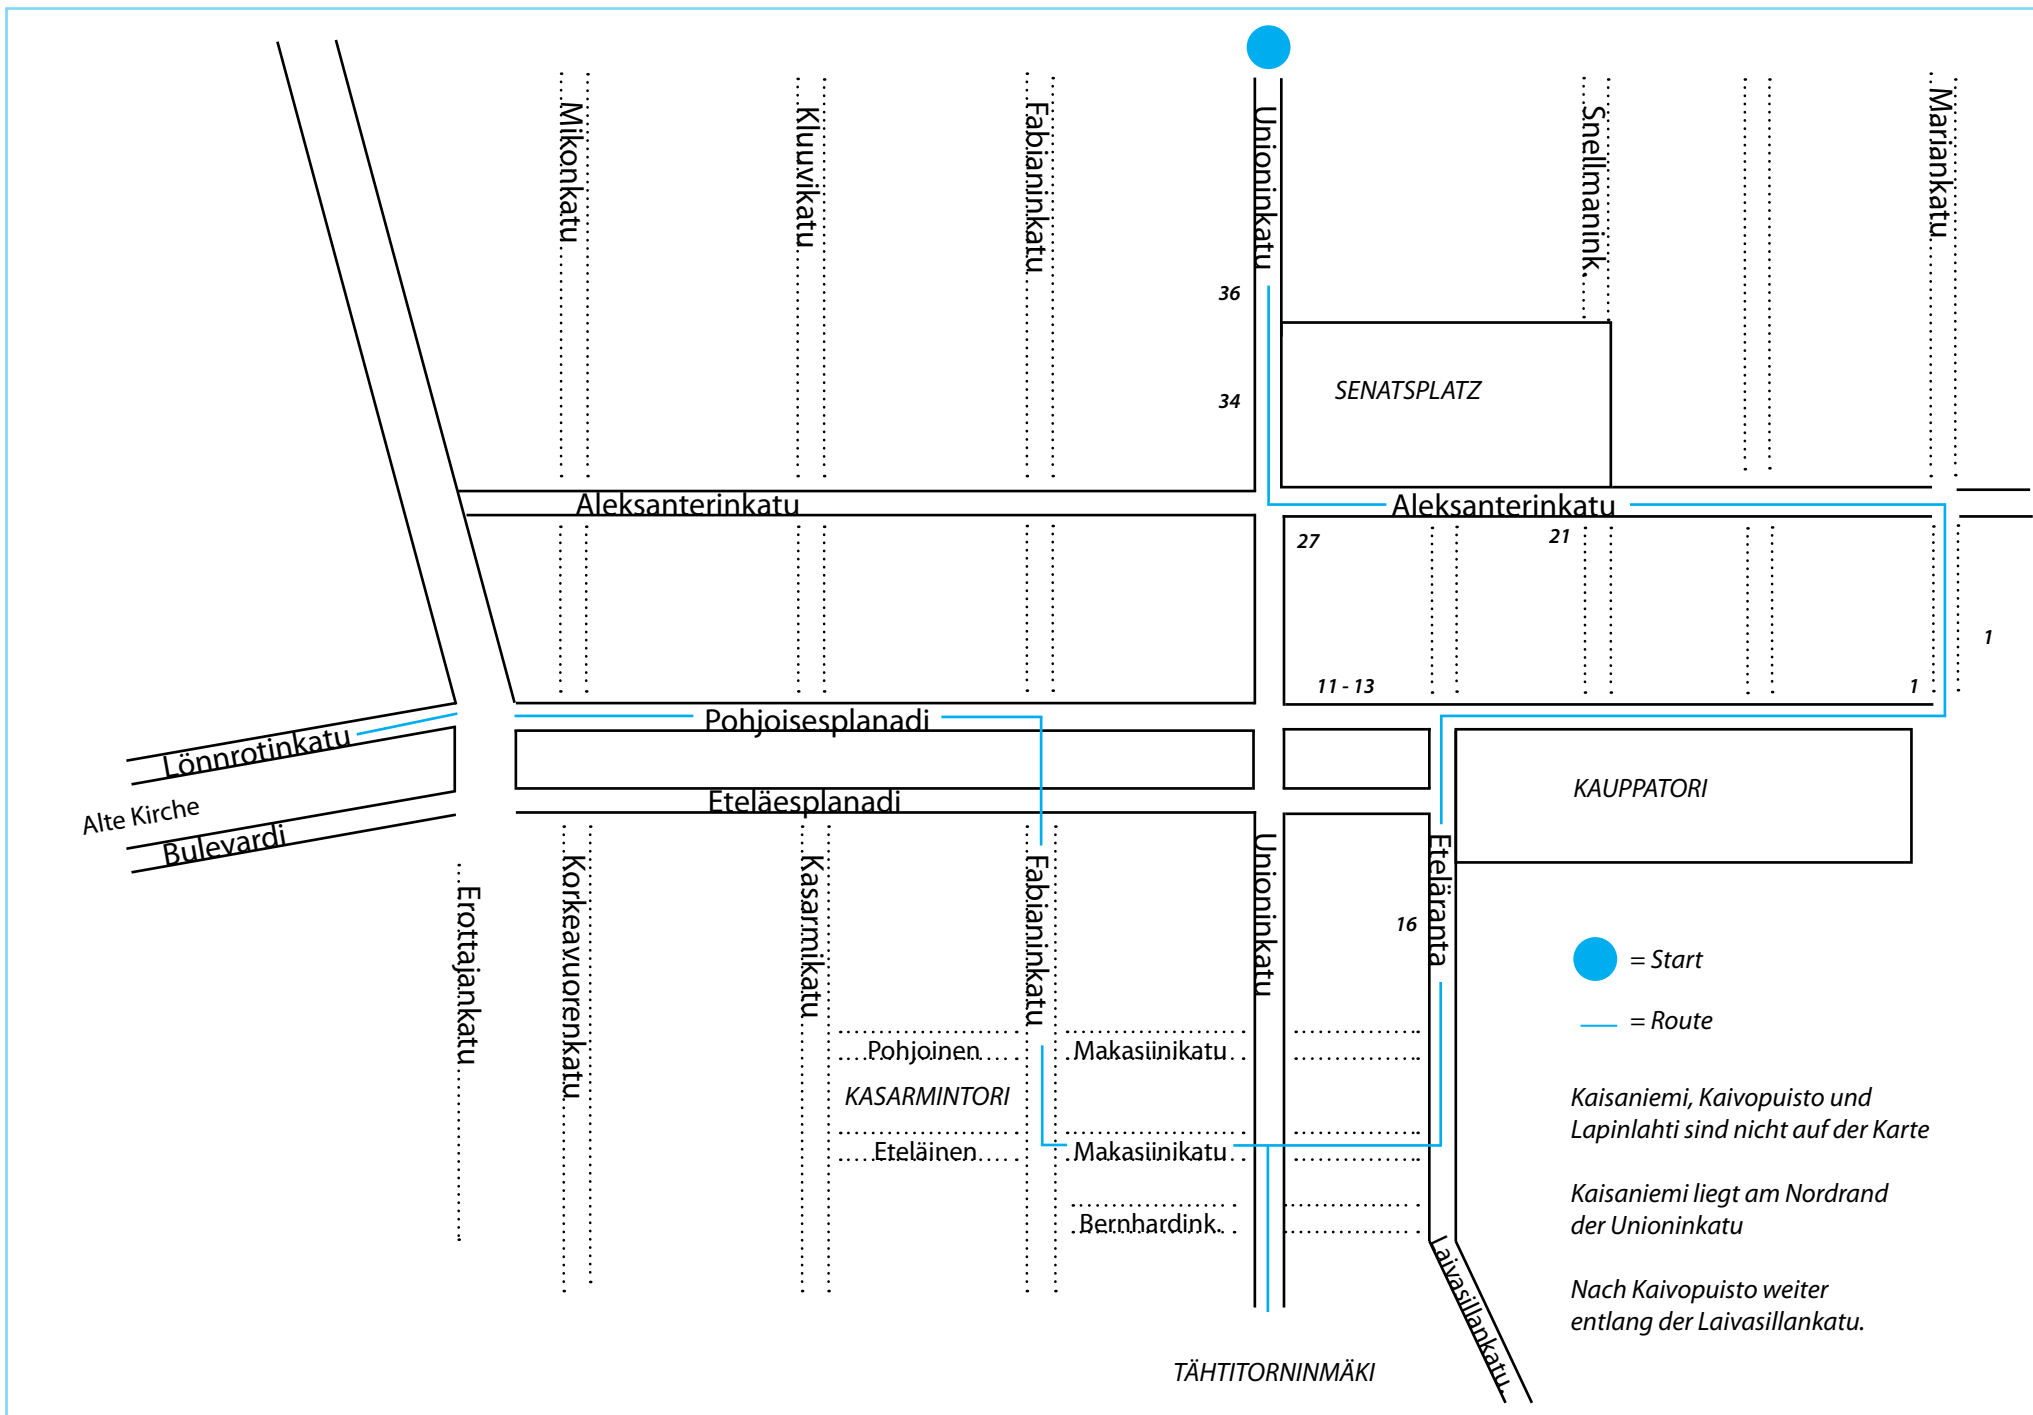 Mikonkatu
Kluuvikatu
Fabianinkatu
Unioninkatu
Snellmanink.
Mariankatu
36
SENATSPLATZ
34
Aleksanterinkatu
Aleksanterinkatu
27
21
1
11 - 13
1
Pohjoisesplanadi
Lönnrotinkatu
KAUPPATORI
Eteläesplanadi
Alte Kirche
Bulevardi
Erottajankatu
Korkeavuorenkatu
Kasarmikatu
Fabianinkatu
Unioninkatu
Eteläranta
16
= Start
= Route
Pohjoinen
Makasiinikatu
KASARMINTORI
Eteläinen
Makasiinikatu
Bernhardink.
Laivasillankatu.
Kaisaniemi, Kaivopuisto und
Lapinlahti sind nicht auf der Karte
Kaisaniemi liegt am Nordrand
der Unioninkatu
Nach Kaivopuisto weiter
entlang der Laivasillankatu.
TÄHTITORNINMÄKI